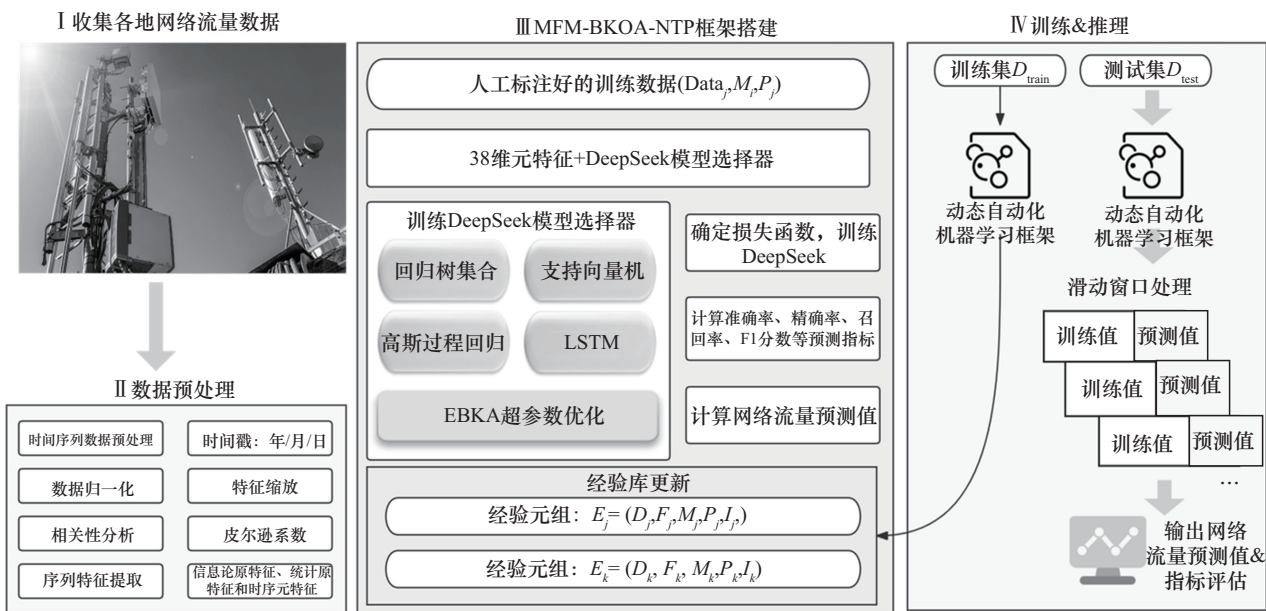 Ⅰ收集各地网络流量数据
Ⅱ数据预处理
时间序列数据预处理
时间戳：年/月/日
数据归一化
特征缩放
相关性分析
皮尔逊系数
序列特征提取
信息论原特征、统计原
特征和时序元特征
ⅢMFM-BKOA-NTP框架搭建
人工标注好的训练数据(Data_j,M_i,P_j)
38维元特征+DeepSeek模型选择器
训练DeepSeek模型选择器
回归树集合
支持向量机
高斯过程回归
LSTM
EBKA超参数优化
确定损失函数，训练
DeepSeek
计算准确率、精确率、召
回率、F1分数等预测指标
计算网络流量预测值
经验库更新
经验元组：E_j=(D_j,F_j,M_j,P_j,I_j,)
经验元组：E_k=(D_k, F_k, M_k,P_k,I_k)
Ⅳ训练&推理
训练集D_train
测试集D_test
动态自动化
机器学习框架
动态自动化
机器学习框架
滑动窗口处理
训练值 预测值
训练值 预测值
训练值 预测值
…
输出网络
流量预测值&
指标评估